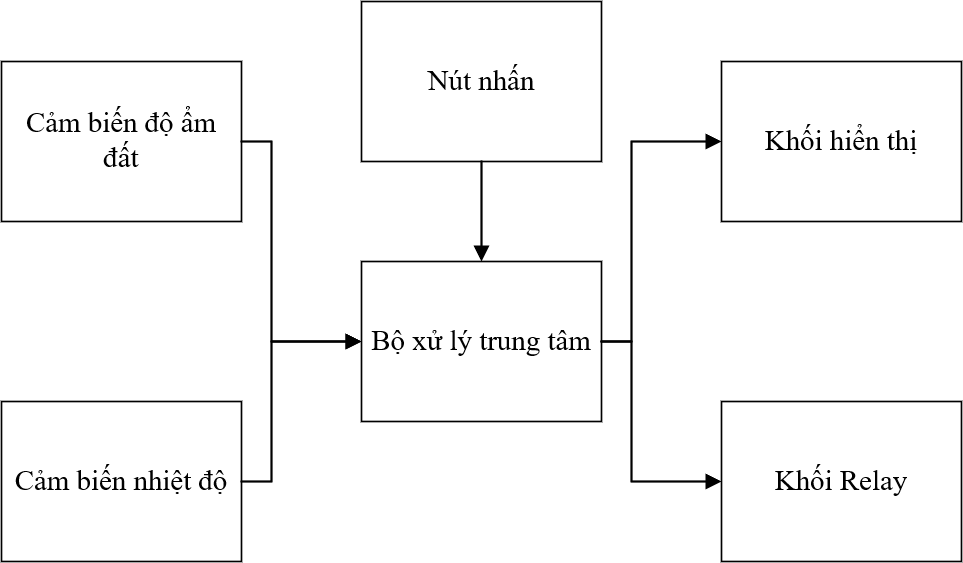 Nút nhấn
Cảm biến độ ẩm
đất
Khối hiển thị
Bộ xử lý trung tâm
Cảm biến nhiệt độ
Khối Relay